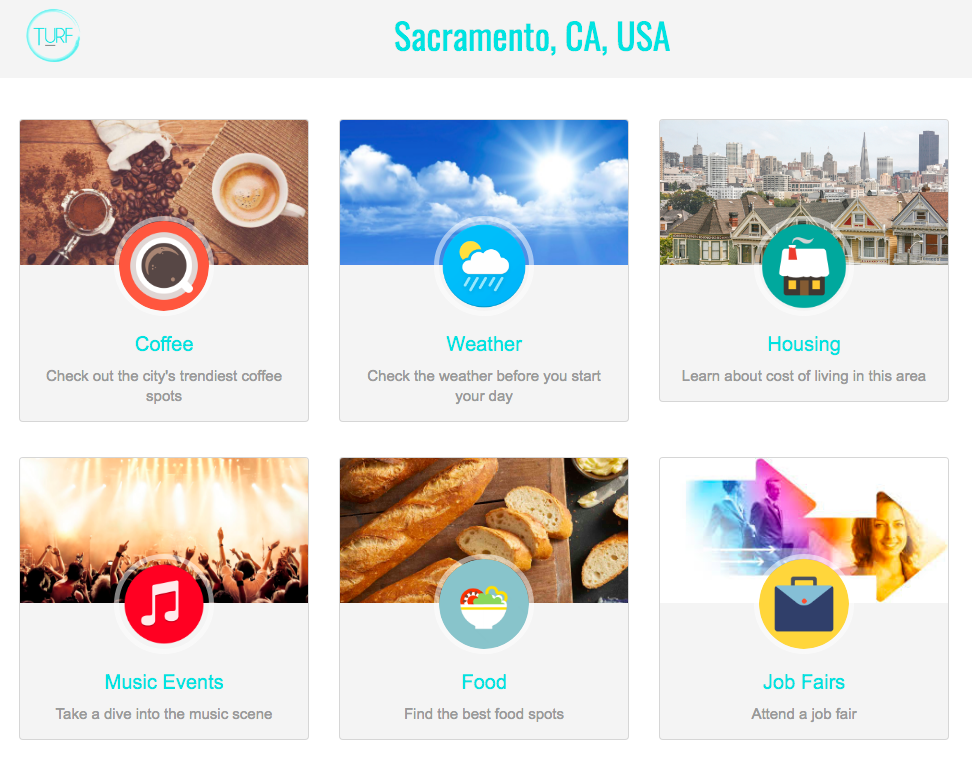 TURF
Sacramento, CA, USA
Coffee
Check out the city's trendiest coffee
spots
Weather
Check the weather before you start
your day
Housing
Learn about cost of living in this area
Music Events
Take a dive into the music scene
Food
Find the best food spots
Job Fairs
Attend a job fair